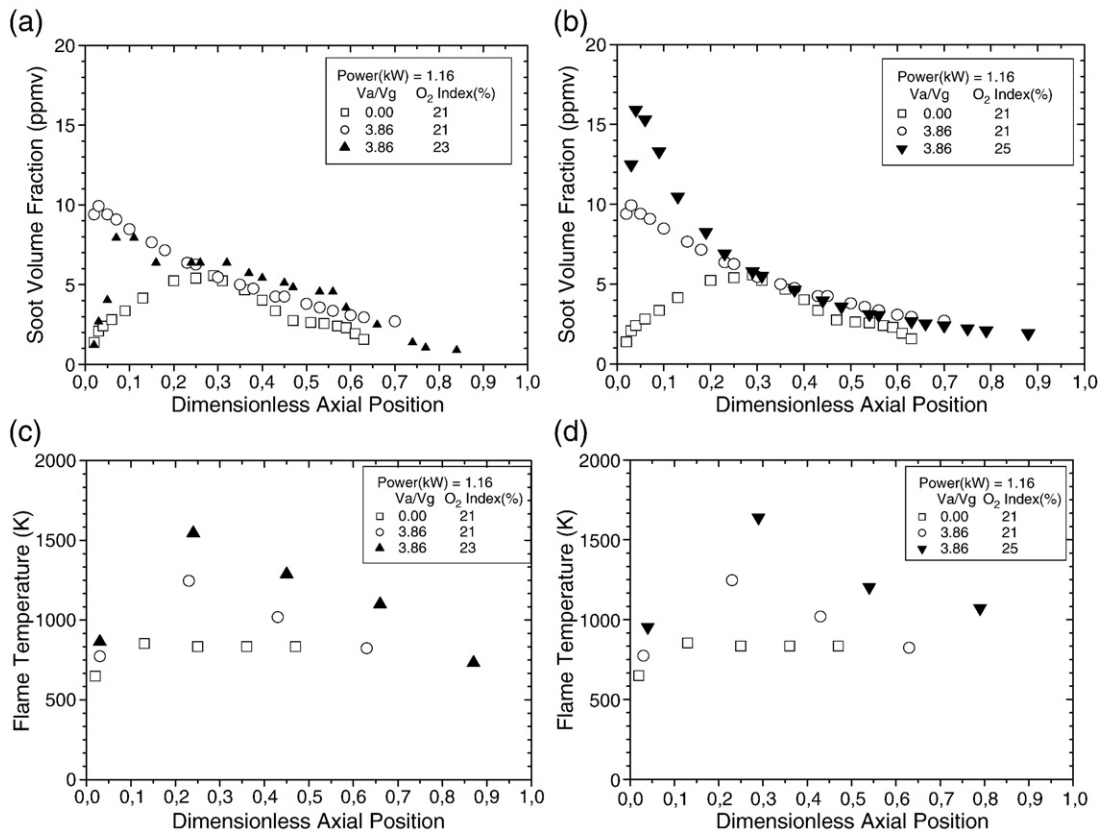 (a)
Soot Volume Fraction (ppmv)
20
15
10
5
0
Power(kW) = 1.16
Va/Vg O₂ Index(%)
0.00 21
3.86 21
3.86 23
0,0 0,1 0,2 0,3 0,4 0,5 0,6 0,7 0,8 0,9 1,0
Dimensionless Axial Position
(b)
Soot Volume Fraction (ppmv)
20
15
10
5
0
Power(kW) = 1.16
Va/Vg O₂ Index(%)
0.00 21
3.86 21
3.86 25
0,0 0,1 0,2 0,3 0,4 0,5 0,6 0,7 0,8 0,9 1,0
Dimensionless Axial Position
(c)
Flame Temperature (K)
2000
1500
1000
500
0
Power(kW) = 1.16
Va/Vg O₂ Index(%)
0.00 21
3.86 21
3.86 23
0,0 0,1 0,2 0,3 0,4 0,5 0,6 0,7 0,8 0,9 1,0
Dimensionless Axial Position
(d)
Flame Temperature (K)
2000
1500
1000
500
0
Power(kW) = 1.16
Va/Vg O₂ Index(%)
0.00 21
3.86 21
3.86 25
0,0 0,1 0,2 0,3 0,4 0,5 0,6 0,7 0,8 0,9 1,0
Dimensionless Axial Position